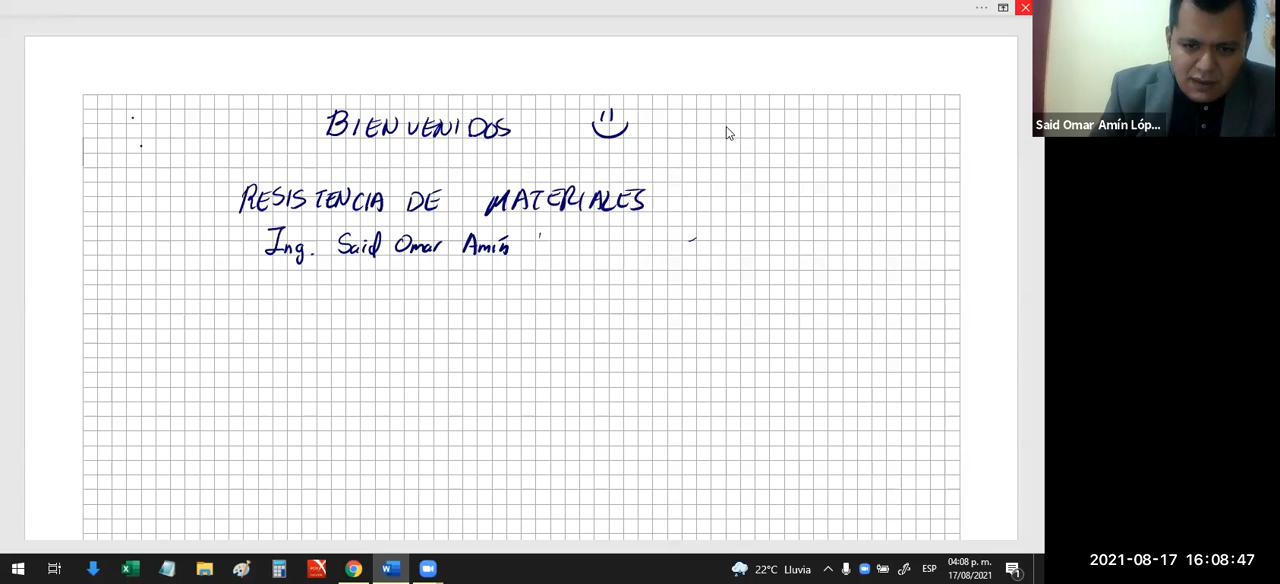 BIENVENIDOS
RESISTENCIA DE MATERIALES
Ing. Said Omar Amín
Said Omar Amín Lóp...
22°C Lluvia
ESP
04:08 p. m.
17/08/2021
1
2021-08-17 16:08:47